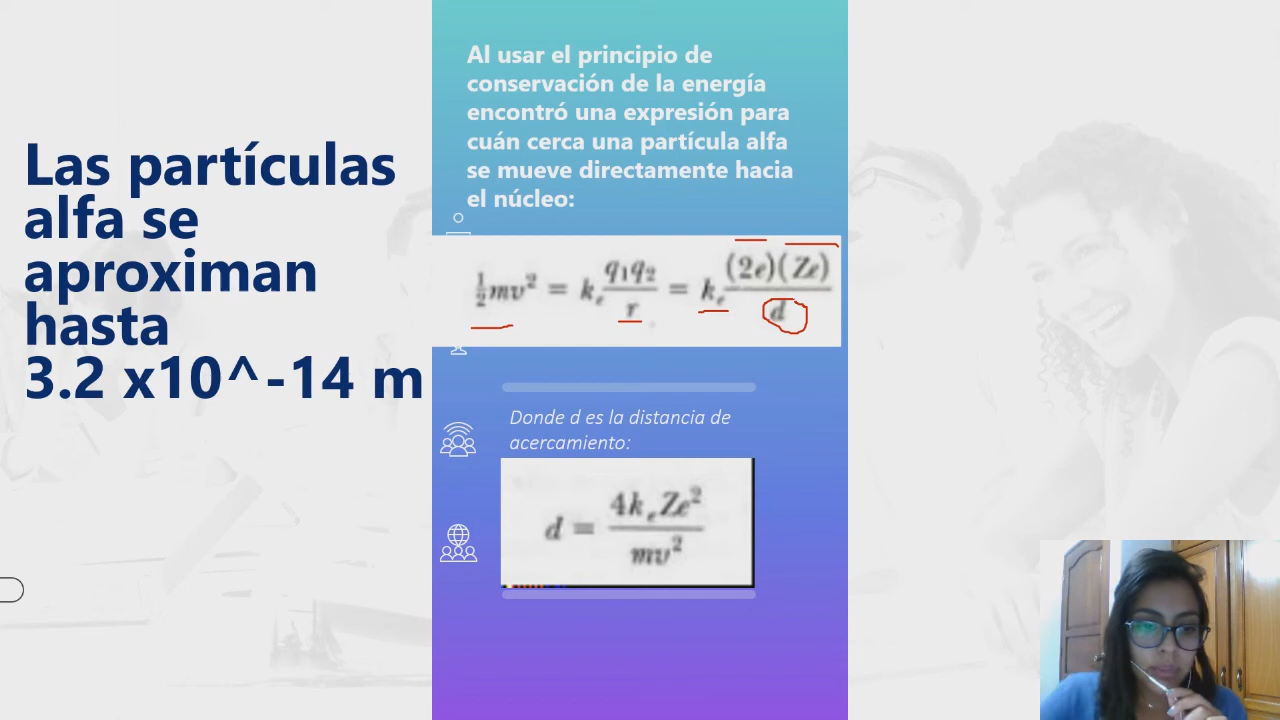 Las partículas
alfa se
aproximan
hasta
3.2 x10^-14 m
Al usar el principio de
conservación de la energía
encontró una expresión para
cuán cerca una partícula alfa
se mueve directamente hacia
el núcleo:
½mv² = kₑ q₁q₂/r = kₑ (2e)(Ze)/d
Donde d es la distancia de
acercamiento:
d = 4kₑZe²/mv²